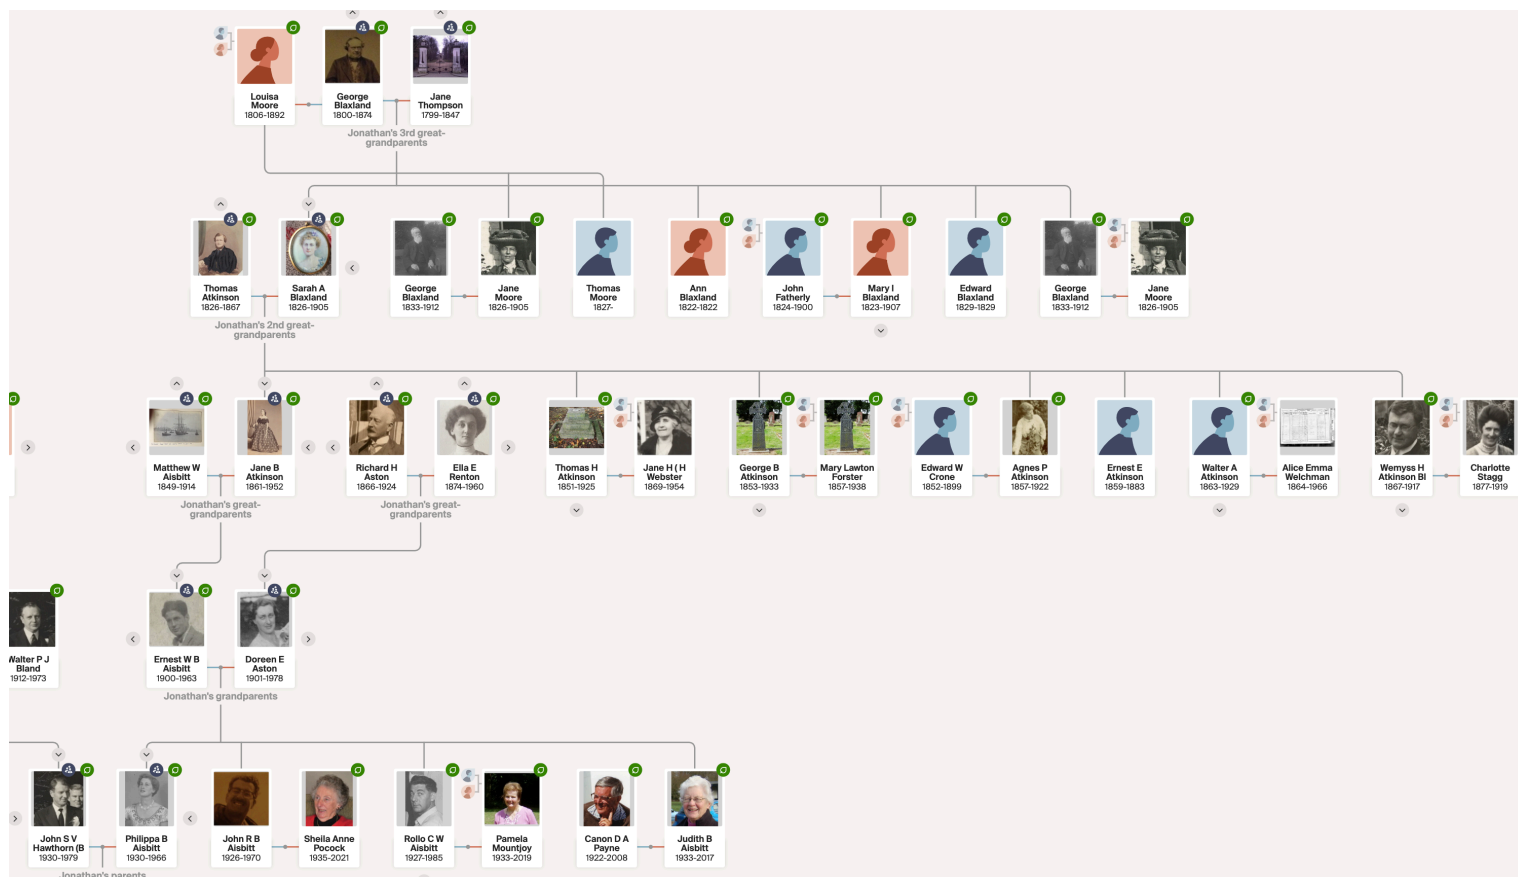 Louisa
Moore
1806-1892
George
Blaxland
1800-1874
Jane
Thompson
1799-1847
Jonathan's 3rd great-
grandparents
Thomas
Atkinson
1826-1867
Sarah A
Blaxland
1826-1905
George
Blaxland
1833-1912
Jane
Moore
1826-1905
Thomas
Moore
1827-
Ann
Blaxland
1822-1822
John
Fatherly
1824-1900
Mary I
Blaxland
1823-1907
Edward
Blaxland
1829-1829
George
Blaxland
1833-1912
Jane
Moore
1826-1905
Jonathan's 2nd great-
grandparents
Matthew W
Aisbitt
1849-1914
Jane B
Atkinson
1861-1952
Richard H
Aston
1866-1924
Ella E
Renton
1874-1960
Thomas H
Atkinson
1851-1925
Jane H ( H
Webster
1869-1954
George B
Atkinson
1853-1933
Mary Lawton
Forster
1857-1938
Edward W
Crone
1852-1899
Agnes P
Atkinson
1857-1922
Ernest E
Atkinson
1859-1883
Walter A
Atkinson
1863-1929
Alice Emma
Welchman
1864-1966
Wemyss H
Atkinson Bl
1867-1917
Charlotte
Stagg
1877-1919
Jonathan's great-
grandparents
Jonathan's great-
grandparents
Walter P J
Bland
1912-1973
Ernest W B
Aisbitt
1900-1963
Doreen E
Aston
1901-1978
Jonathan's grandparents
John S V
Hawthorn (B
1930-1979
Philippa B
Aisbitt
1930-1966
John R B
Aisbitt
1926-1970
Sheila Anne
Pocock
1935-2021
Rollo C W
Aisbitt
1927-1985
Pamela
Mountjoy
1933-2019
Canon D A
Payne
1922-2008
Judith B
Aisbitt
1933-2017
Jonathan's parents